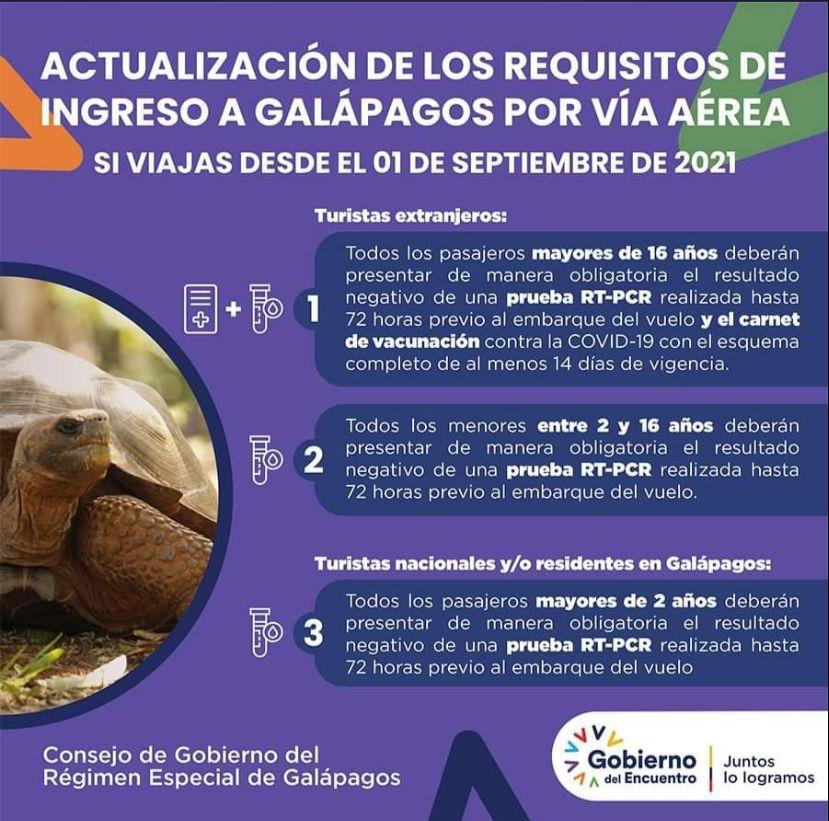 ACTUALIZACIÓN DE LOS REQUISITOS DE
INGRESO A GALÁPAGOS POR VÍA AÉREA
SI VIAJAS DESDE EL 01 DE SEPTIEMBRE DE 2021
Turistas extranjeros:
1
Todos los pasajeros mayores de 16 años deberán
presentar de manera obligatoria el resultado
negativo de una prueba RT-PCR realizada hasta
72 horas previo al embarque del vuelo y el carnet
de vacunación contra la COVID-19 con el esquema
completo de al menos 14 días de vigencia.
2
Todos los menores entre 2 y 16 años deberán
presentar de manera obligatoria el resultado
negativo de una prueba RT-PCR realizada hasta
72 horas previo al embarque del vuelo.
Turistas nacionales y/o residentes en Galápagos:
3
Todos los pasajeros mayores de 2 años deberán
presentar de manera obligatoria el resultado
negativo de una prueba RT-PCR realizada hasta
72 horas previo al embarque del vuelo
Consejo de Gobierno del
Régimen Especial de Galápagos
Gobierno
del Encuentro
Juntos
lo logramos